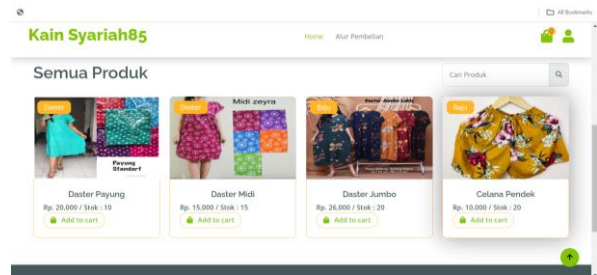 All Bookmarks
Kain Syariah85
Home Alur Pembelian
0
Semua Produk
Cari Produk
Daster
Payung
Standart
Daster Payung
Rp. 20,000 / Stok : 10
Add to cart
Daster
Midi zeyra
Daster Midi
Rp. 15,000 / Stok : 15
Add to cart
Baju
Daster Jumbo
Daster Jumbo
Rp. 26,000 / Stok : 20
Add to cart
Baju
Celana Pendek
Rp. 10,000 / Stok : 20
Add to cart